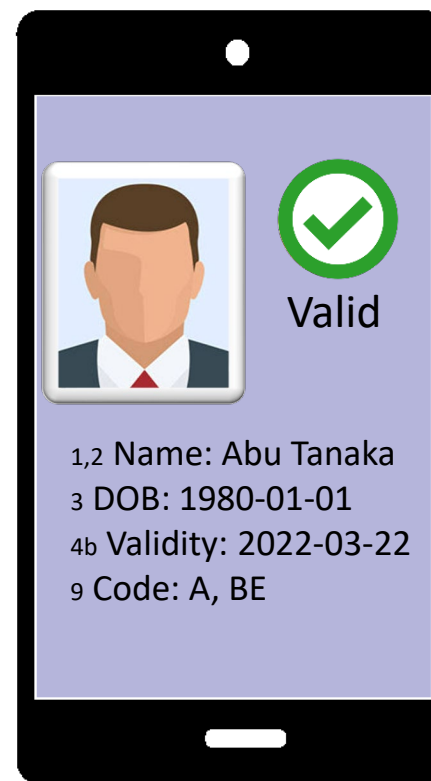 Valid
1,2 Name: Abu Tanaka
3 DOB: 1980-01-01
4b Validity: 2022-03-22
9 Code: A, BE